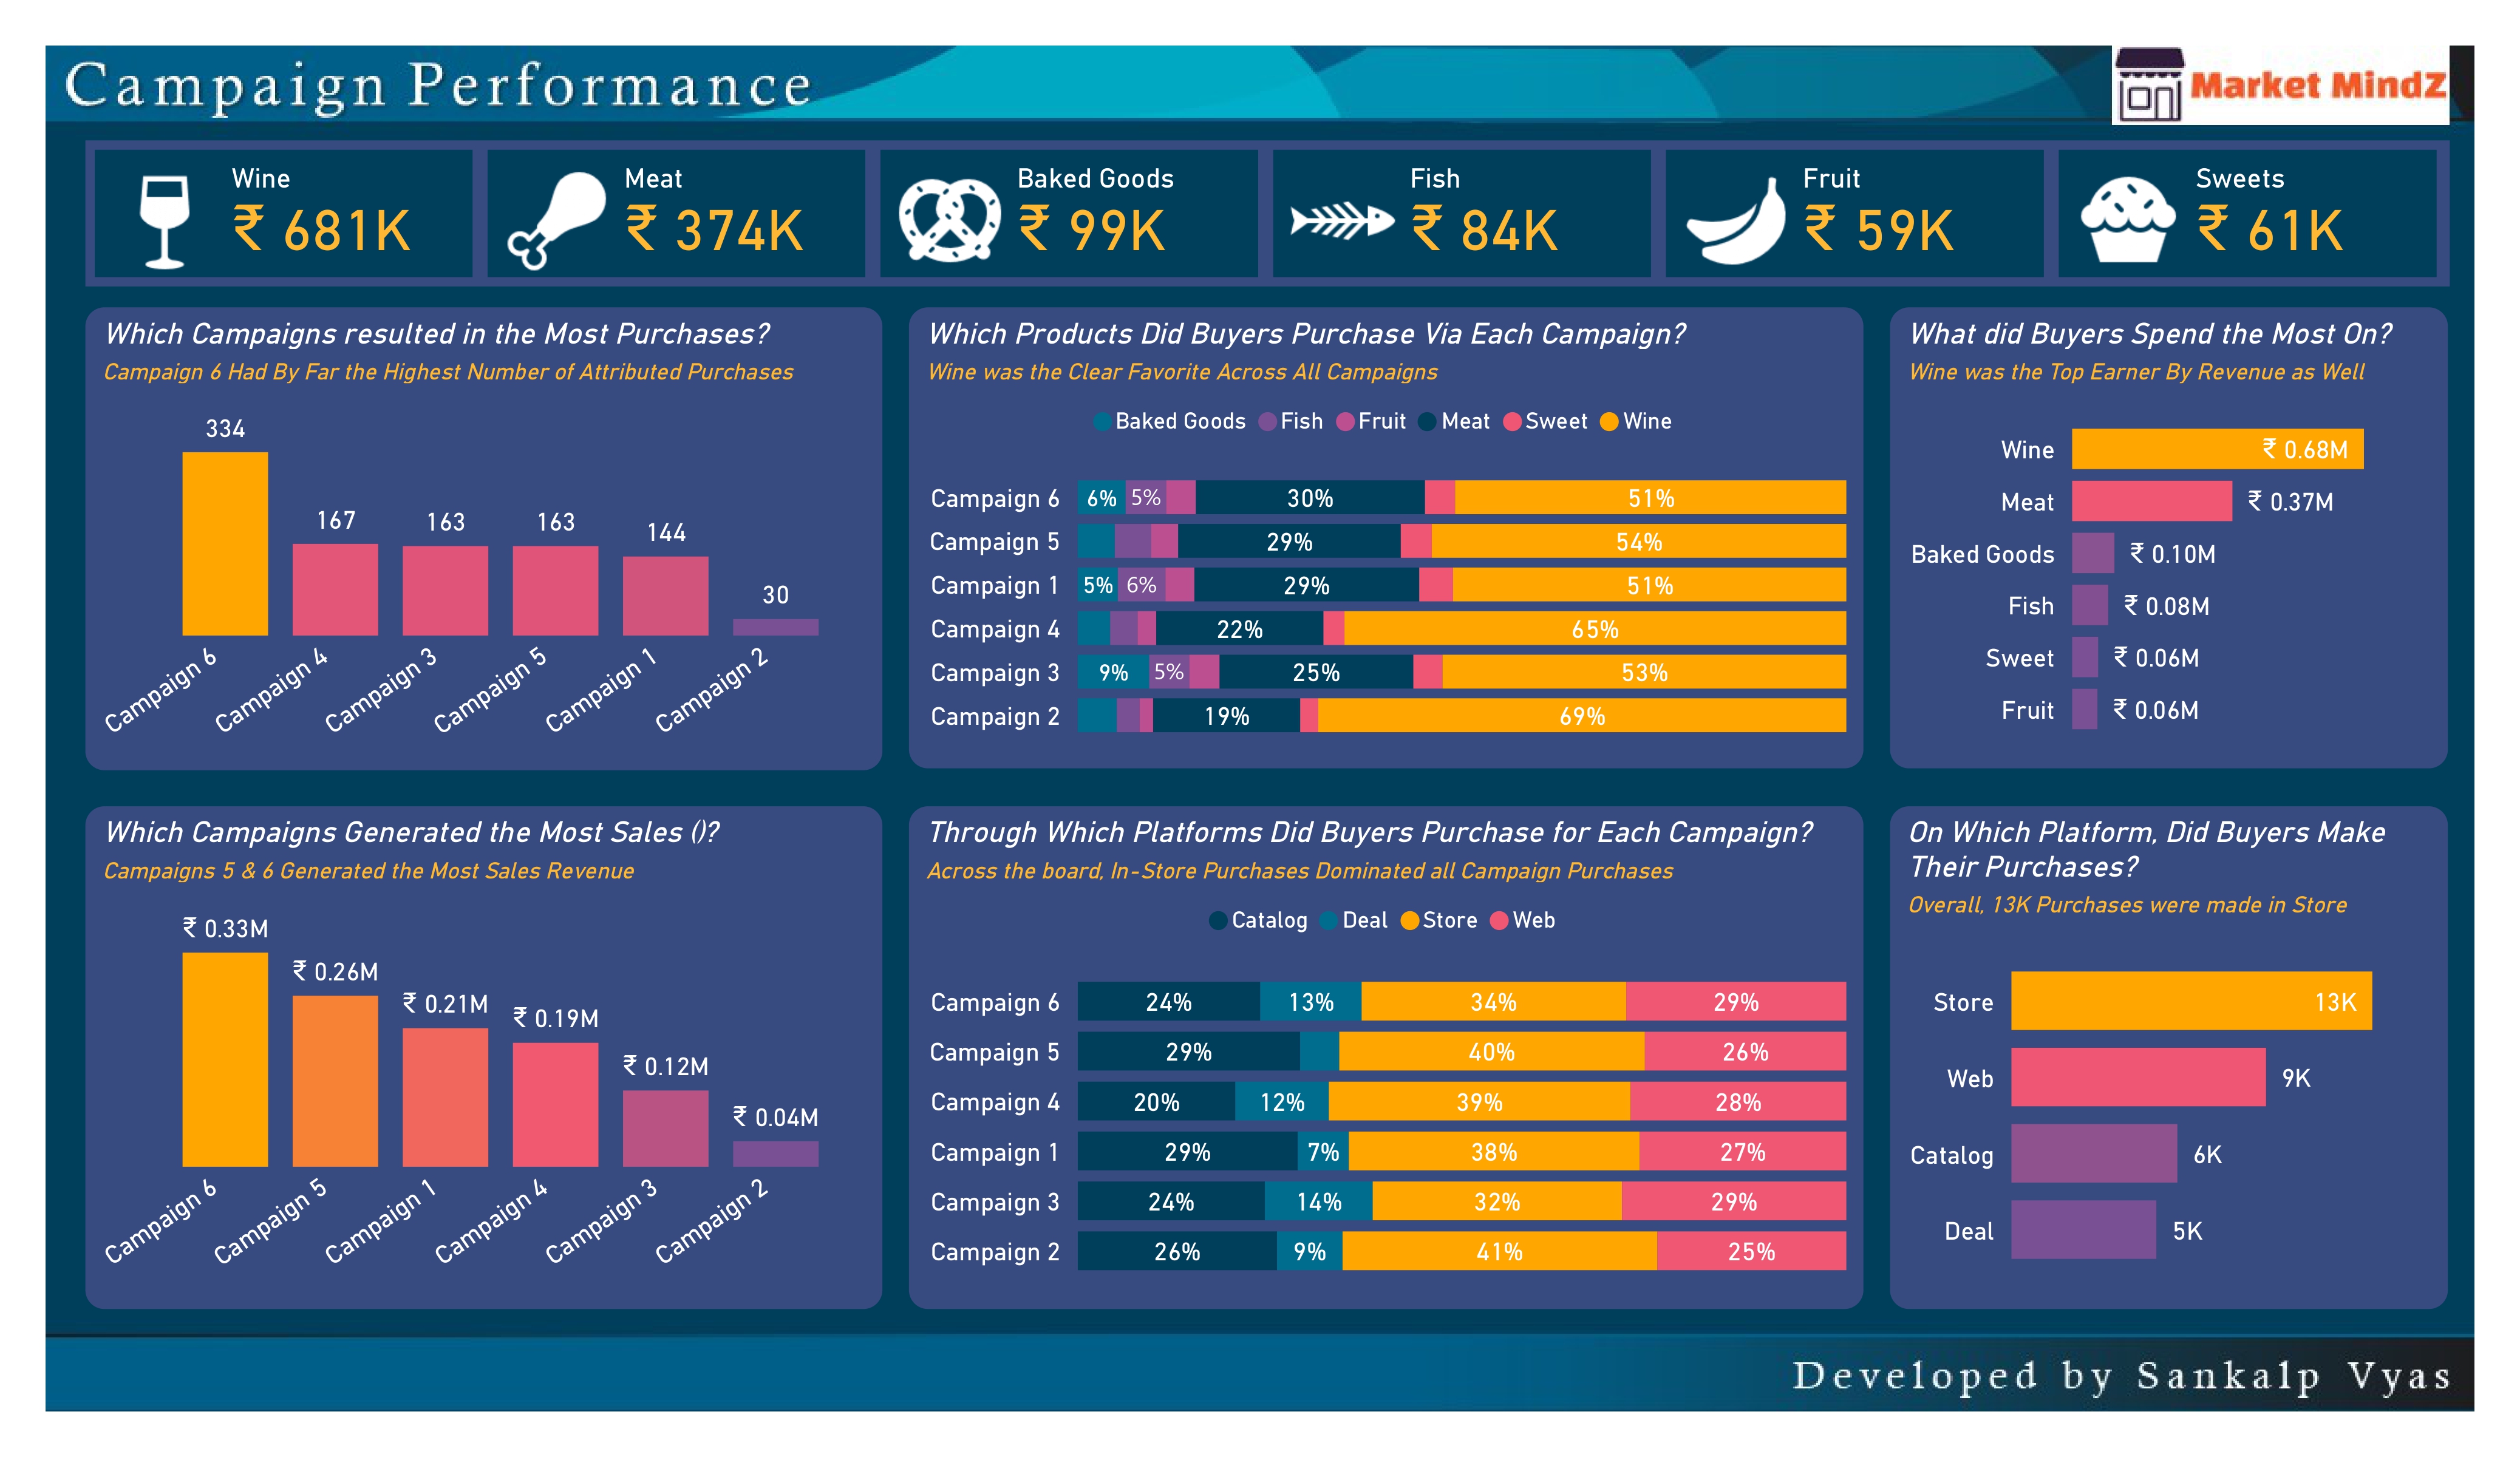 Campaign Performance
Market MindZ
Wine
₹ 681K
Meat
₹ 374K
Baked Goods
₹ 99K
Fish
₹ 84K
Fruit
₹ 59K
Sweets
₹ 61K
Which Campaigns resulted in the Most Purchases?
Campaign 6 Had By Far the Highest Number of Attributed Purchases
334
167
163
163
144
30
Campaign 6
Campaign 4
Campaign 3
Campaign 5
Campaign 1
Campaign 2
Which Products Did Buyers Purchase Via Each Campaign?
Wine was the Clear Favorite Across All Campaigns
Baked Goods Fish Fruit Meat Sweet Wine
Campaign 6 6% 5% 30% 51%
Campaign 5 29% 54%
Campaign 1 5% 6% 29% 51%
Campaign 4 22% 65%
Campaign 3 9% 5% 25% 53%
Campaign 2 19% 69%
What did Buyers Spend the Most On?
Wine was the Top Earner By Revenue as Well
Wine ₹ 0.68M
Meat ₹ 0.37M
Baked Goods ₹ 0.10M
Fish ₹ 0.08M
Sweet ₹ 0.06M
Fruit ₹ 0.06M
Which Campaigns Generated the Most Sales ()?
Campaigns 5 & 6 Generated the Most Sales Revenue
₹ 0.33M
₹ 0.26M
₹ 0.21M
₹ 0.19M
₹ 0.12M
₹ 0.04M
Campaign 6
Campaign 5
Campaign 1
Campaign 4
Campaign 3
Campaign 2
Through Which Platforms Did Buyers Purchase for Each Campaign?
Across the board, In-Store Purchases Dominated all Campaign Purchases
Catalog Deal Store Web
Campaign 6 24% 13% 34% 29%
Campaign 5 29% 40% 26%
Campaign 4 20% 12% 39% 28%
Campaign 1 29% 7% 38% 27%
Campaign 3 24% 14% 32% 29%
Campaign 2 26% 9% 41% 25%
On Which Platform, Did Buyers Make
Their Purchases?
Overall, 13K Purchases were made in Store
Store 13K
Web 9K
Catalog 6K
Deal 5K
Developed by Sankalp Vyas